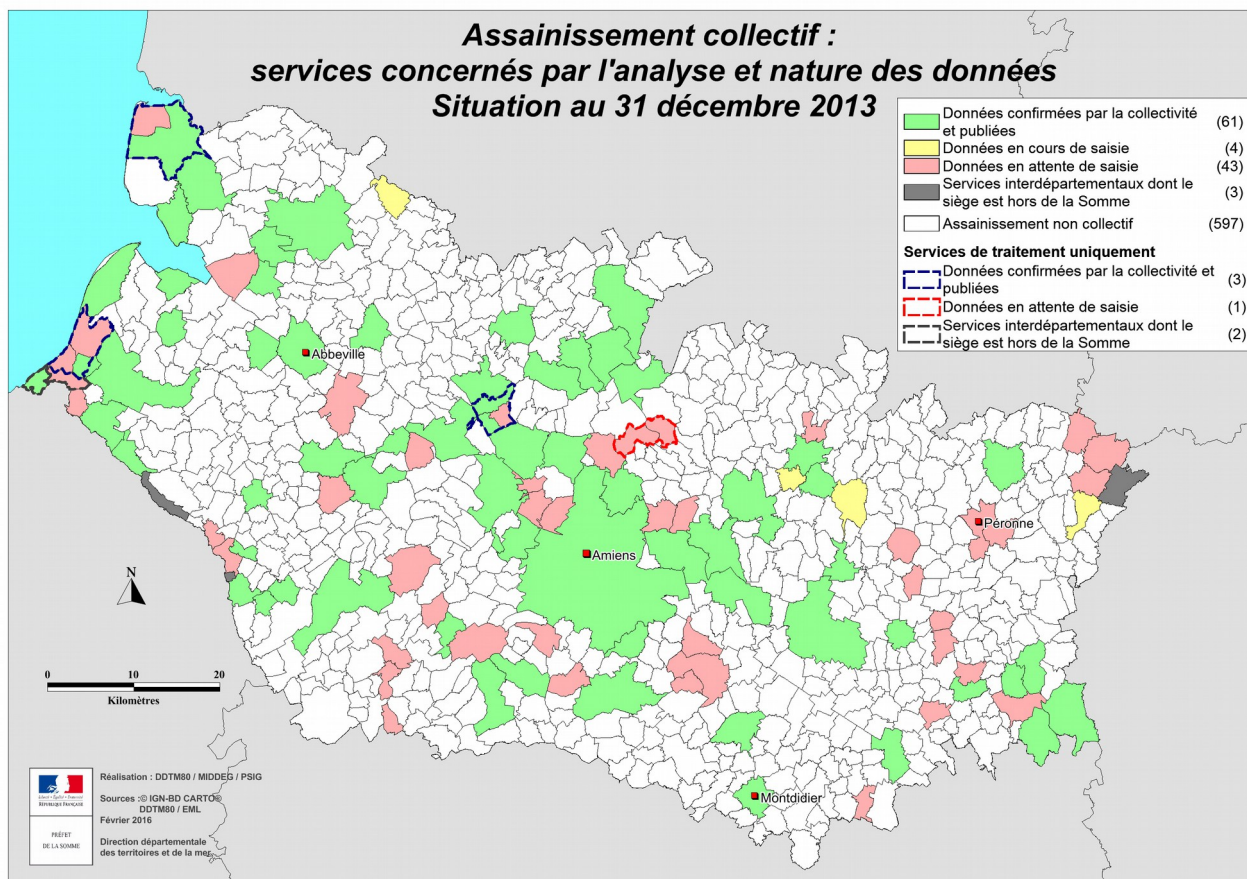 Assainissement collectif :
services concernés par l'analyse et nature des données
Situation au 31 décembre 2013
Données confirmées par la collectivité
et publiées (61)
Données en cours de saisie (4)
Données en attente de saisie (43)
Services interdépartementaux dont le
siège est hors de la Somme (3)
Assainissement non collectif (597)
Services de traitement uniquement
Données confirmées par la collectivité et
publiées (3)
Données en attente de saisie (1)
Services interdépartementaux dont le
siège est hors de la Somme (2)
Abbeville
Péronne
Amiens
Montdidier
N
0 10 20
Kilomètres
Liberté • Égalité • Fraternité
RÉPUBLIQUE FRANÇAISE
PRÉFET
DE LA SOMME
Réalisation : DDTM80 / MIDDEG / PSIG
Sources :© IGN-BD CARTO®
DDTM80 / EML
Février 2016
Direction départementale
des territoires et de la mer